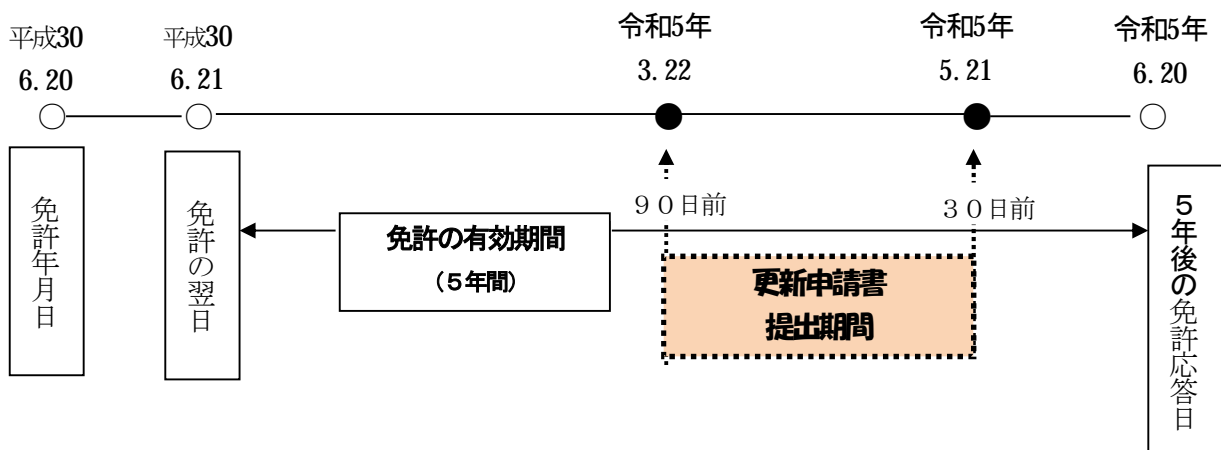 平成30
6.20
平成30
6.21
令和5年
3.22
令和5年
5.21
令和5年
6.20
免許年月日
免許の翌日
免許の有効期間
(5年間)
90日前
30日前
更新申請書
提出期間
5年後の免許応答日